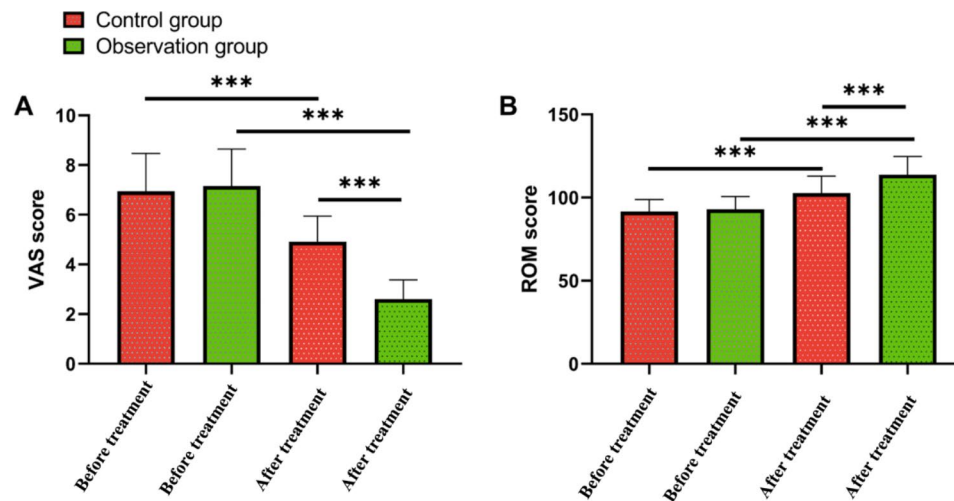 Control group
Observation group
A
***
***
***
VAS score
10
8
6
4
2
0
Before treatment
Before treatment
After treatment
After treatment
B
***
***
***
ROM score
150
100
50
0
Before treatment
Before treatment
After treatment
After treatment